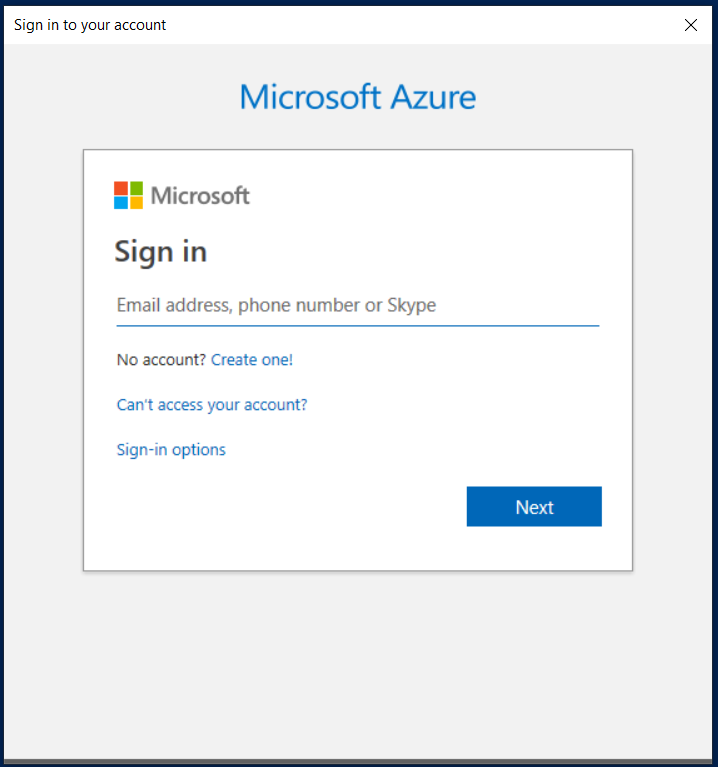 Sign in to your account
Microsoft Azure
Microsoft
Sign in
Email address, phone number or Skype
No account? Create one!
Can't access your account?
Sign-in options
Next